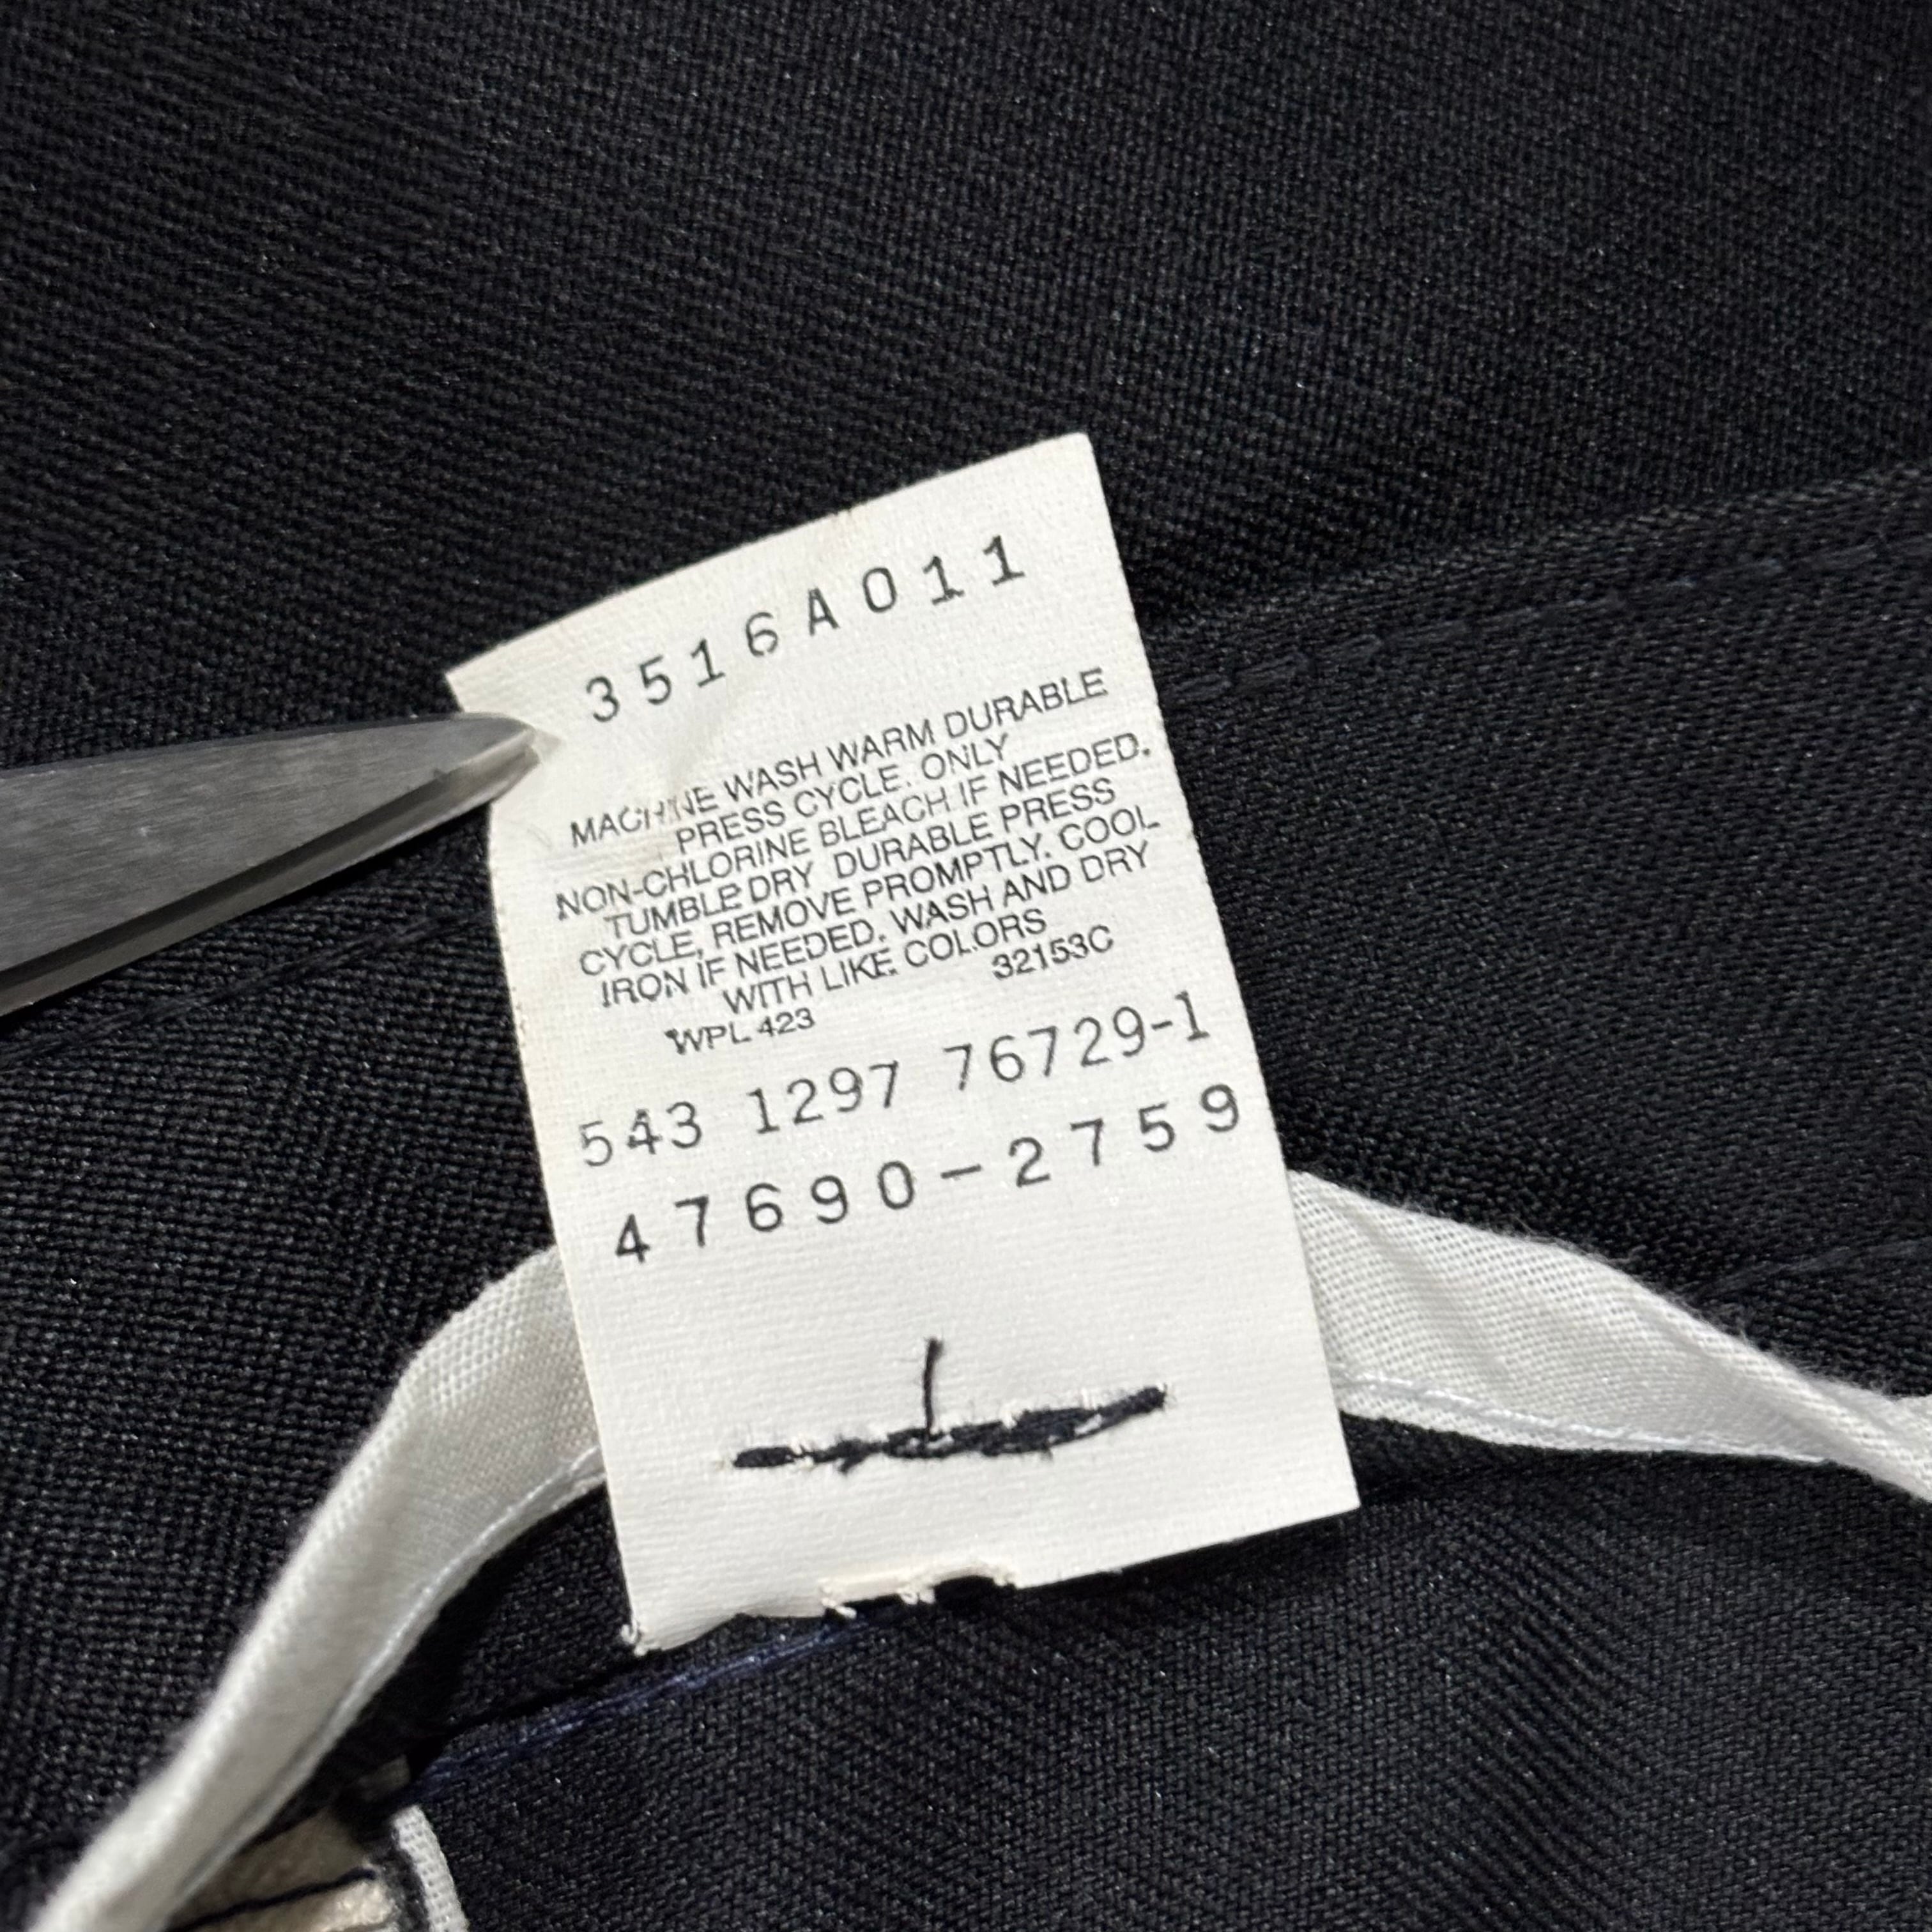 3516A011
MACHINE WASH WARM DURABLE
PRESS CYCLE. ONLY
NON-CHLORINE BLEACH IF NEEDED.
TUMBLE DRY DURABLE PRESS
CYCLE, REMOVE PROMPTLY. COOL
IRON IF NEEDED. WASH AND DRY
WITH LIKE COLORS
WPL 423 32153C
543 1297 76729-1
47690-2759